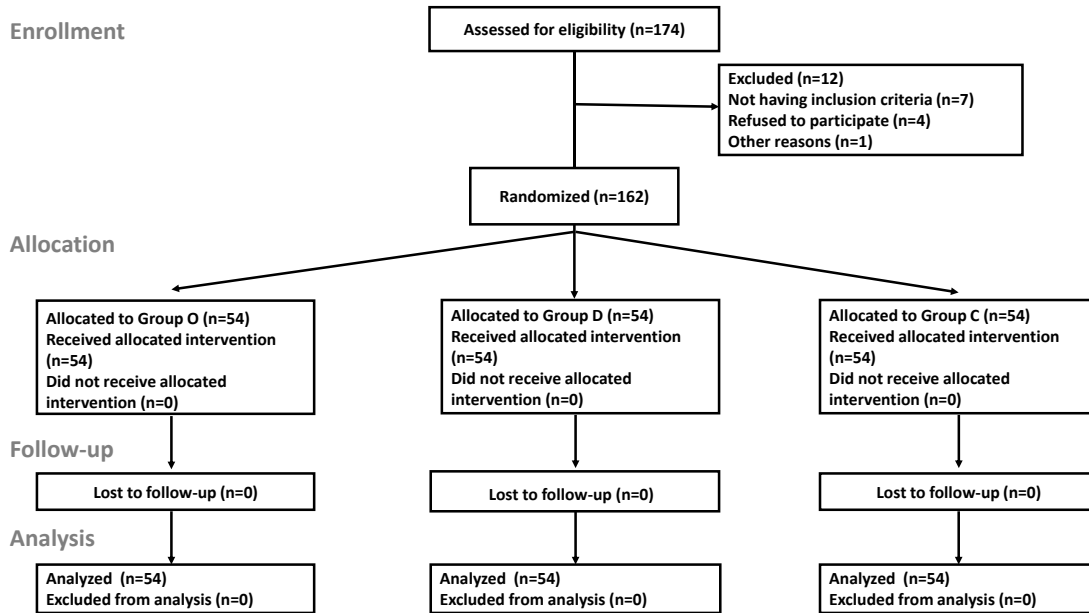 Enrollment
Assessed for eligibility (n=174)
Excluded (n=12)
Not having inclusion criteria (n=7)
Refused to participate (n=4)
Other reasons (n=1)
Randomized (n=162)
Allocation
Allocated to Group O (n=54)
Received allocated intervention
(n=54)
Did not receive allocated
intervention (n=0)
Allocated to Group D (n=54)
Received allocated intervention
(n=54)
Did not receive allocated
intervention (n=0)
Allocated to Group C (n=54)
Received allocated intervention
(n=54)
Did not receive allocated
intervention (n=0)
Follow-up
Lost to follow-up (n=0)
Lost to follow-up (n=0)
Lost to follow-up (n=0)
Analysis
Analyzed (n=54)
Excluded from analysis (n=0)
Analyzed (n=54)
Excluded from analysis (n=0)
Analyzed (n=54)
Excluded from analysis (n=0)